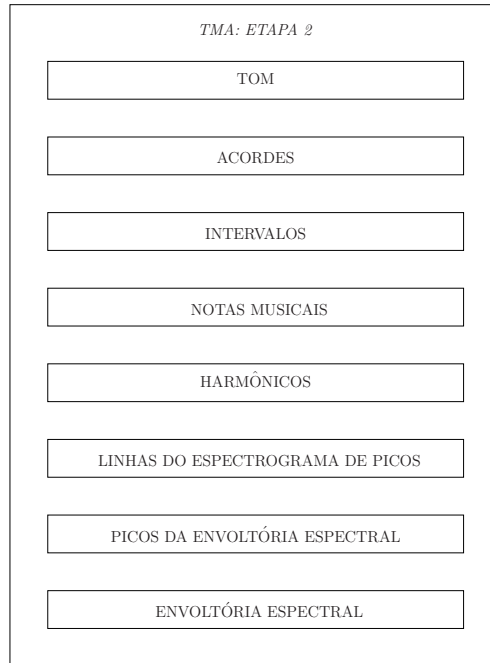 TMA: ETAPA 2
TOM
ACORDES
INTERVALOS
NOTAS MUSICAIS
HARMÔNICOS
LINHAS DO ESPECTROGRAMA DE PICOS
PICOS DA ENVOLTÓRIA ESPECTRAL
ENVOLTÓRIA ESPECTRAL